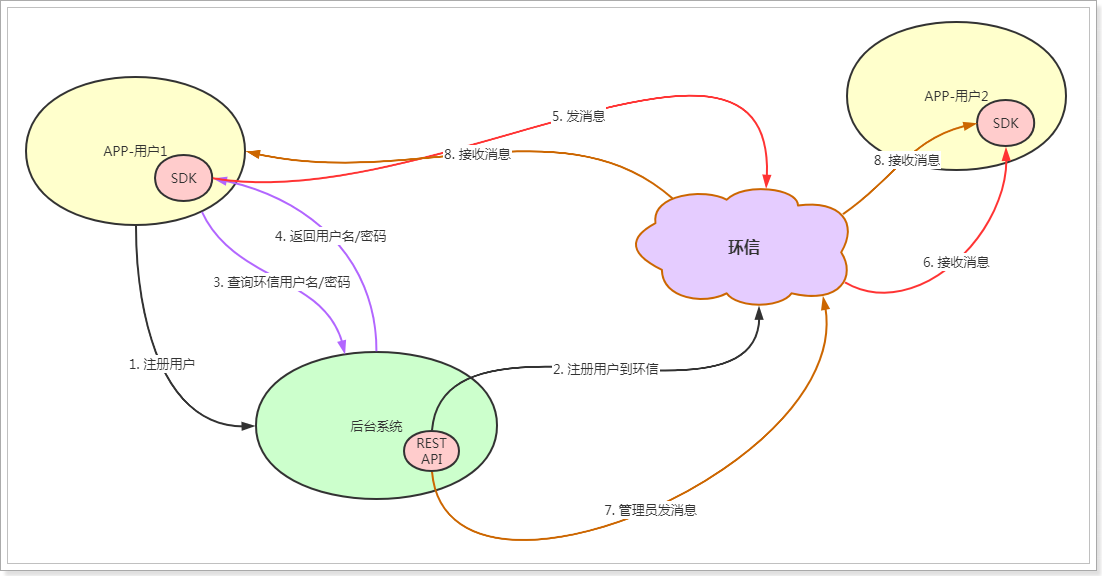 APP-用户2
SDK
5. 发消息
APP-用户1
8. 接收消息
8. 接收消息
SDK
4. 返回用户名/密码
环信
6. 接收消息
3. 查询环信用户名/密码
1. 注册用户
2. 注册用户到环信
后台系统
REST
API
7. 管理员发消息